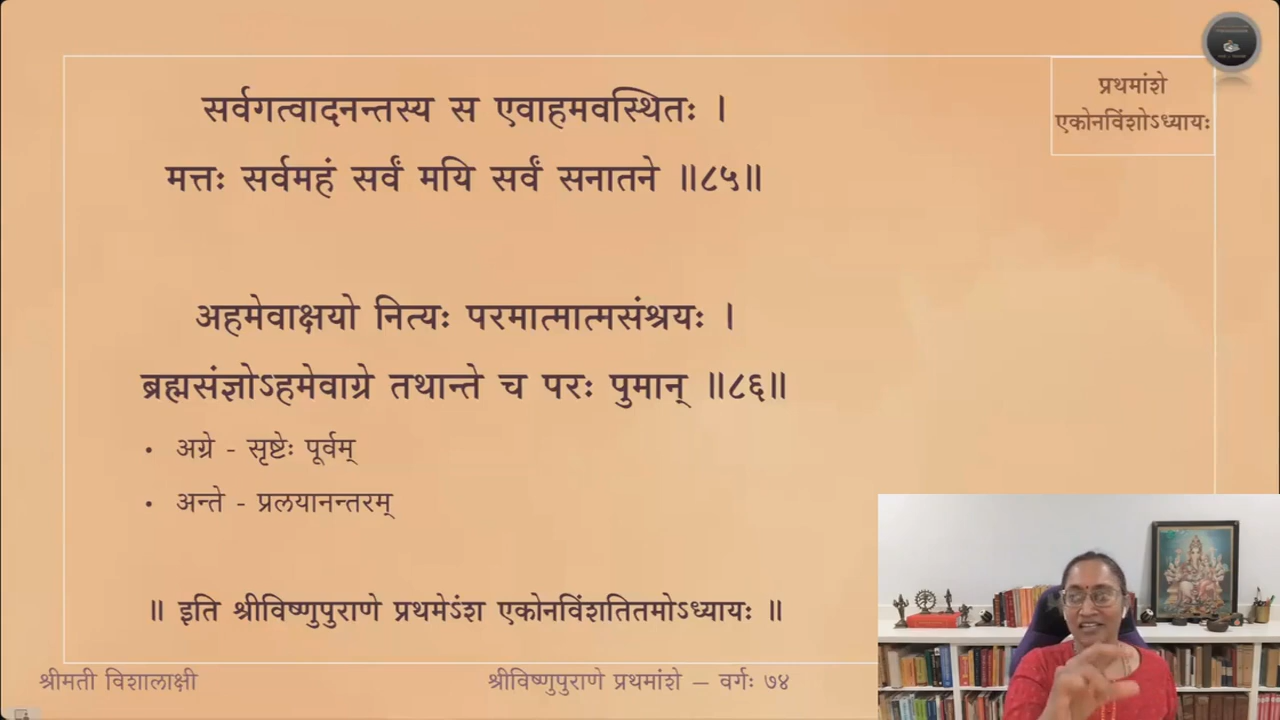 प्रथमांशे
एकोनविंशोऽध्यायः
सर्वगत्वादनन्तस्य स एवाहमवस्थितः ।
मत्तः सर्वमहं सर्वं मयि सर्वं सनातने ॥८५॥
अहमेवाक्षयो नित्यः परमात्मात्मसंश्रयः ।
ब्रह्मसंज्ञोऽहमेवाग्रे तथान्ते च परः पुमान् ॥८६॥
• अग्रे - सृष्टेः पूर्वम्
• अन्ते - प्रलयानन्तरम्
॥ इति श्रीविष्णुपुराणे प्रथमेंऽश एकोनविंशतितमोऽध्यायः ॥
श्रीमती विशालाक्षी
श्रीविष्णुपुराणे प्रथमांशे – वर्गः ७४